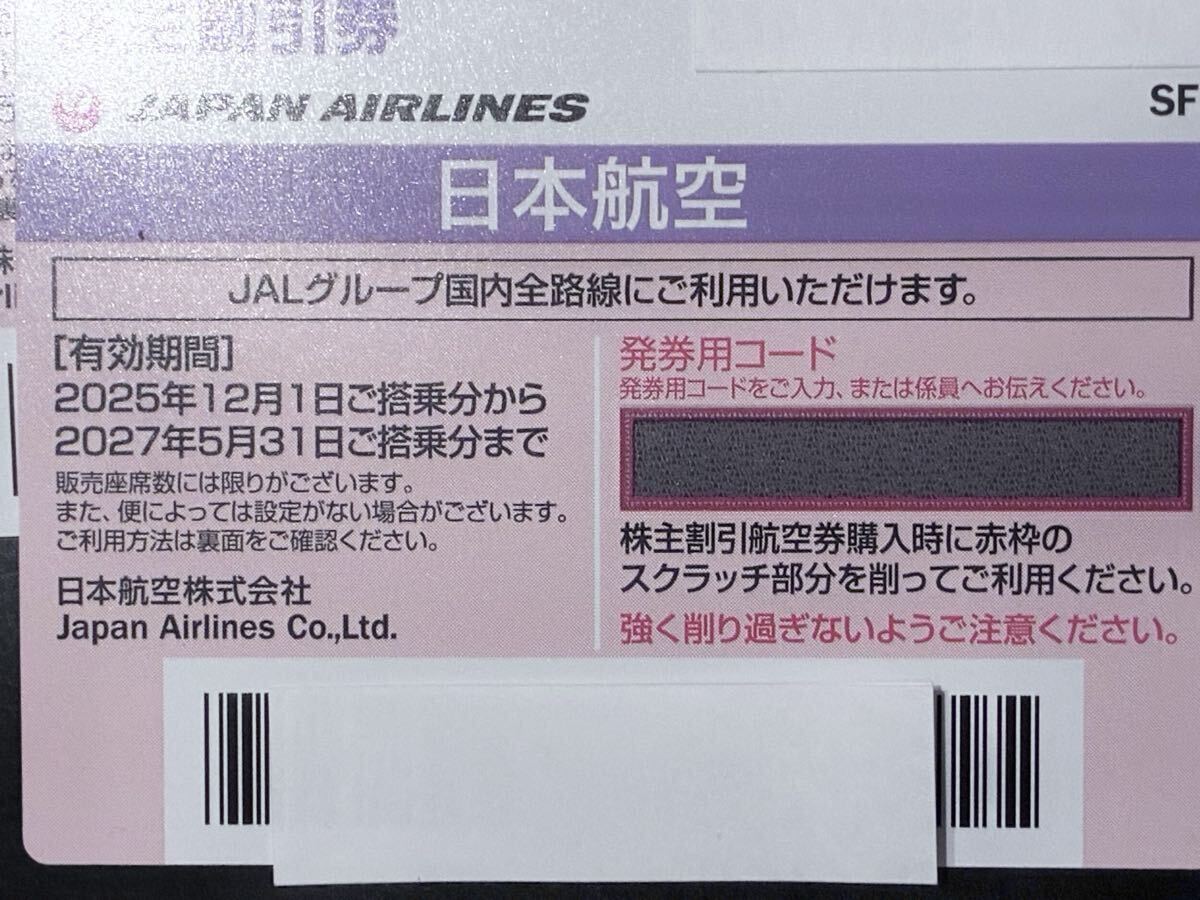 割引券
JAPAN AIRLINES
SF
日本航空
JALグループ国内全路線にご利用いただけます。
[有効期間]
2025年12月1日ご搭乗分から
2027年5月31日ご搭乗分まで
販売座席数には限りがございます。
また、便によっては設定がない場合がございます。
ご利用方法は裏面をご確認ください。
日本航空株式会社
Japan Airlines Co.,Ltd.
発券用コード
発券用コードをご入力、または係員へお伝えください。
株主割引航空券購入時に赤枠の
スクラッチ部分を削ってご利用ください。
強く削り過ぎないようご注意ください。